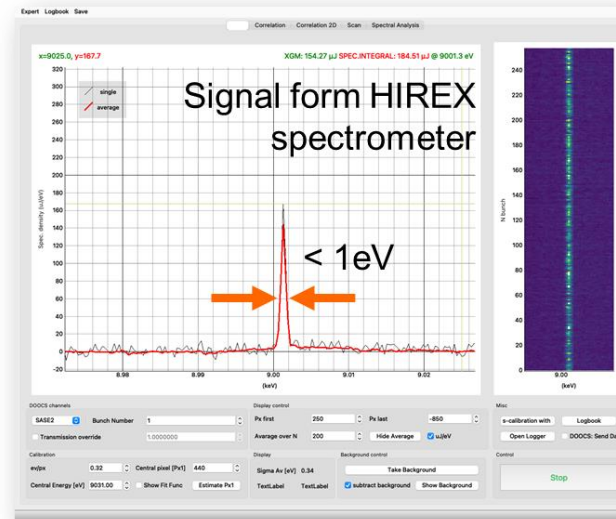 Expert Logbook Save
Correlation Correlation 2D Scan Spectral Analysis
x=9025.0, y=167.7 XGM: 154.27 μJ SPEC.INTEGRAL: 184.51 μJ @ 9001.3 eV
Signal form HIREX
spectrometer
single
average
< 1eV
Spec. density (uJ/eV)
320
300
280
260
240
220
200
180
160
140
120
100
80
60
40
20
0
-20
8.98 8.99 9.00 9.01 9.02
(keV)
N bunch
240
220
200
180
160
140
120
100
80
60
40
20
0
9.00
(keV)
DOOCS channels Display control Misc
SASE2 Bunch Number 1 Px first 250 Px last -850 s-calibration with Logbook
Transmission override 1.0000000 Average over N 200 Hide Average uJ/eV Open Logger DOOCS: Send Da
Calibration Display Background control Control
ev/px 0.32 Central pixel [Px1] 440 Sigma Av [eV] 0.34 Take Background Stop
Central Energy [eV] 9031.00 Show Fit Func Estimate Px1 TextLabel TextLabel subtract background Show Background